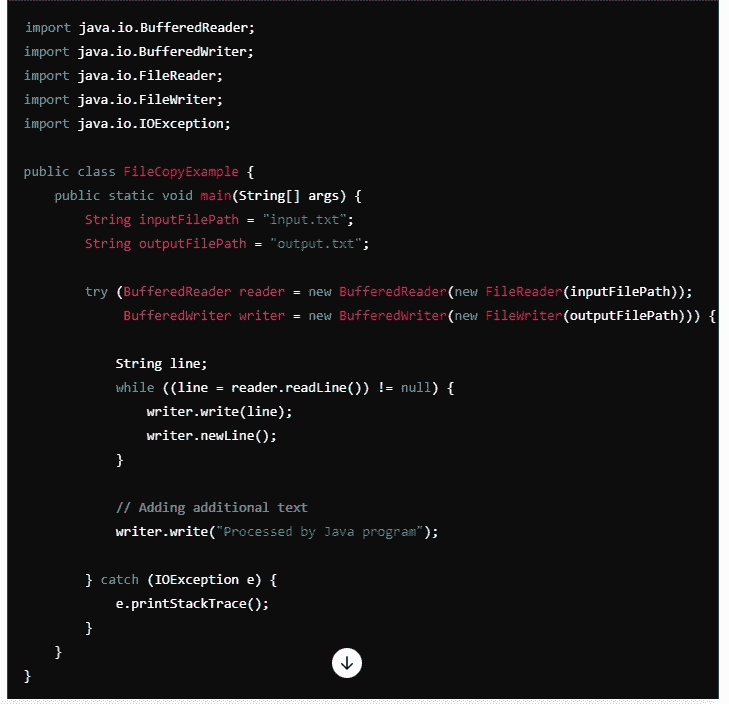 import java.io.BufferedReader;
import java.io.BufferedWriter;
import java.io.FileReader;
import java.io.FileWriter;
import java.io.IOException;

public class FileCopyExample {
    public static void main(String[] args) {
        String inputFilePath = "input.txt";
        String outputFilePath = "output.txt";

        try (BufferedReader reader = new BufferedReader(new FileReader(inputFilePath));
             BufferedWriter writer = new BufferedWriter(new FileWriter(outputFilePath))) {

            String line;
            while ((line = reader.readLine()) != null) {
                writer.write(line);
                writer.newLine();
            }

            // Adding additional text
            writer.write("Processed by Java program");

        } catch (IOException e) {
            e.printStackTrace();
        }
    }
}